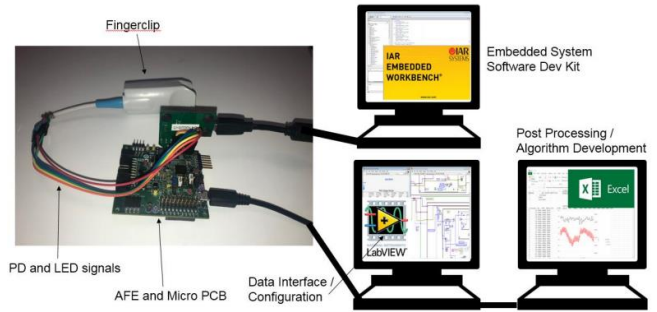 Fingerclip
IAR
EMBEDDED
WORKBENCH®
IAR
SYSTEMS
Embedded System
Software Dev Kit
Post Processing /
Algorithm Development
Excel
LabVIEW
PD and LED signals
AFE and Micro PCB
Data Interface /
Configuration